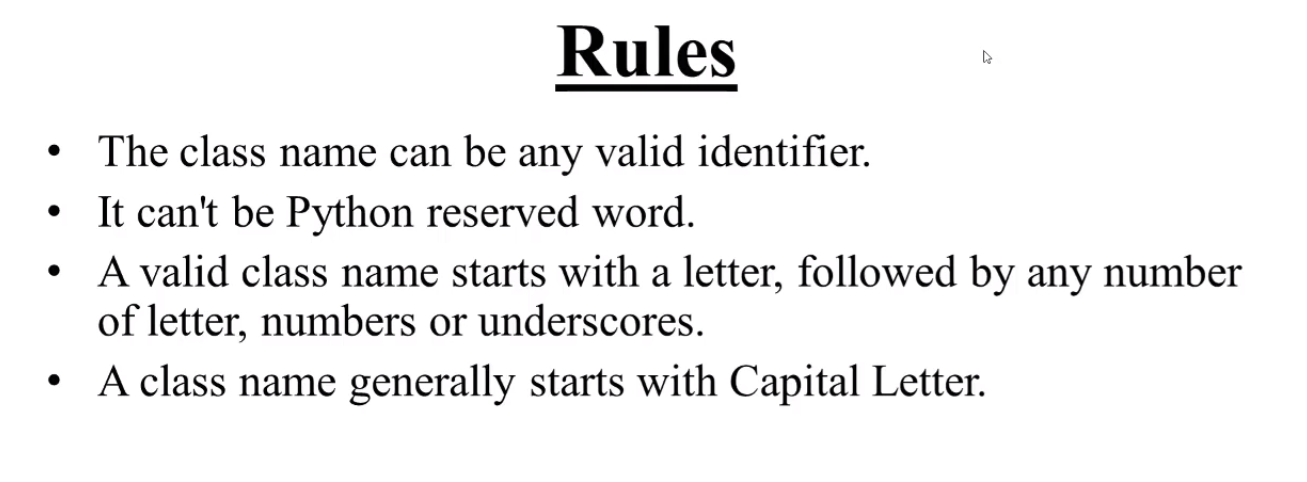 Rules
• The class name can be any valid identifier.
• It can't be Python reserved word.
• A valid class name starts with a letter, followed by any number
of letter, numbers or underscores.
• A class name generally starts with Capital Letter.